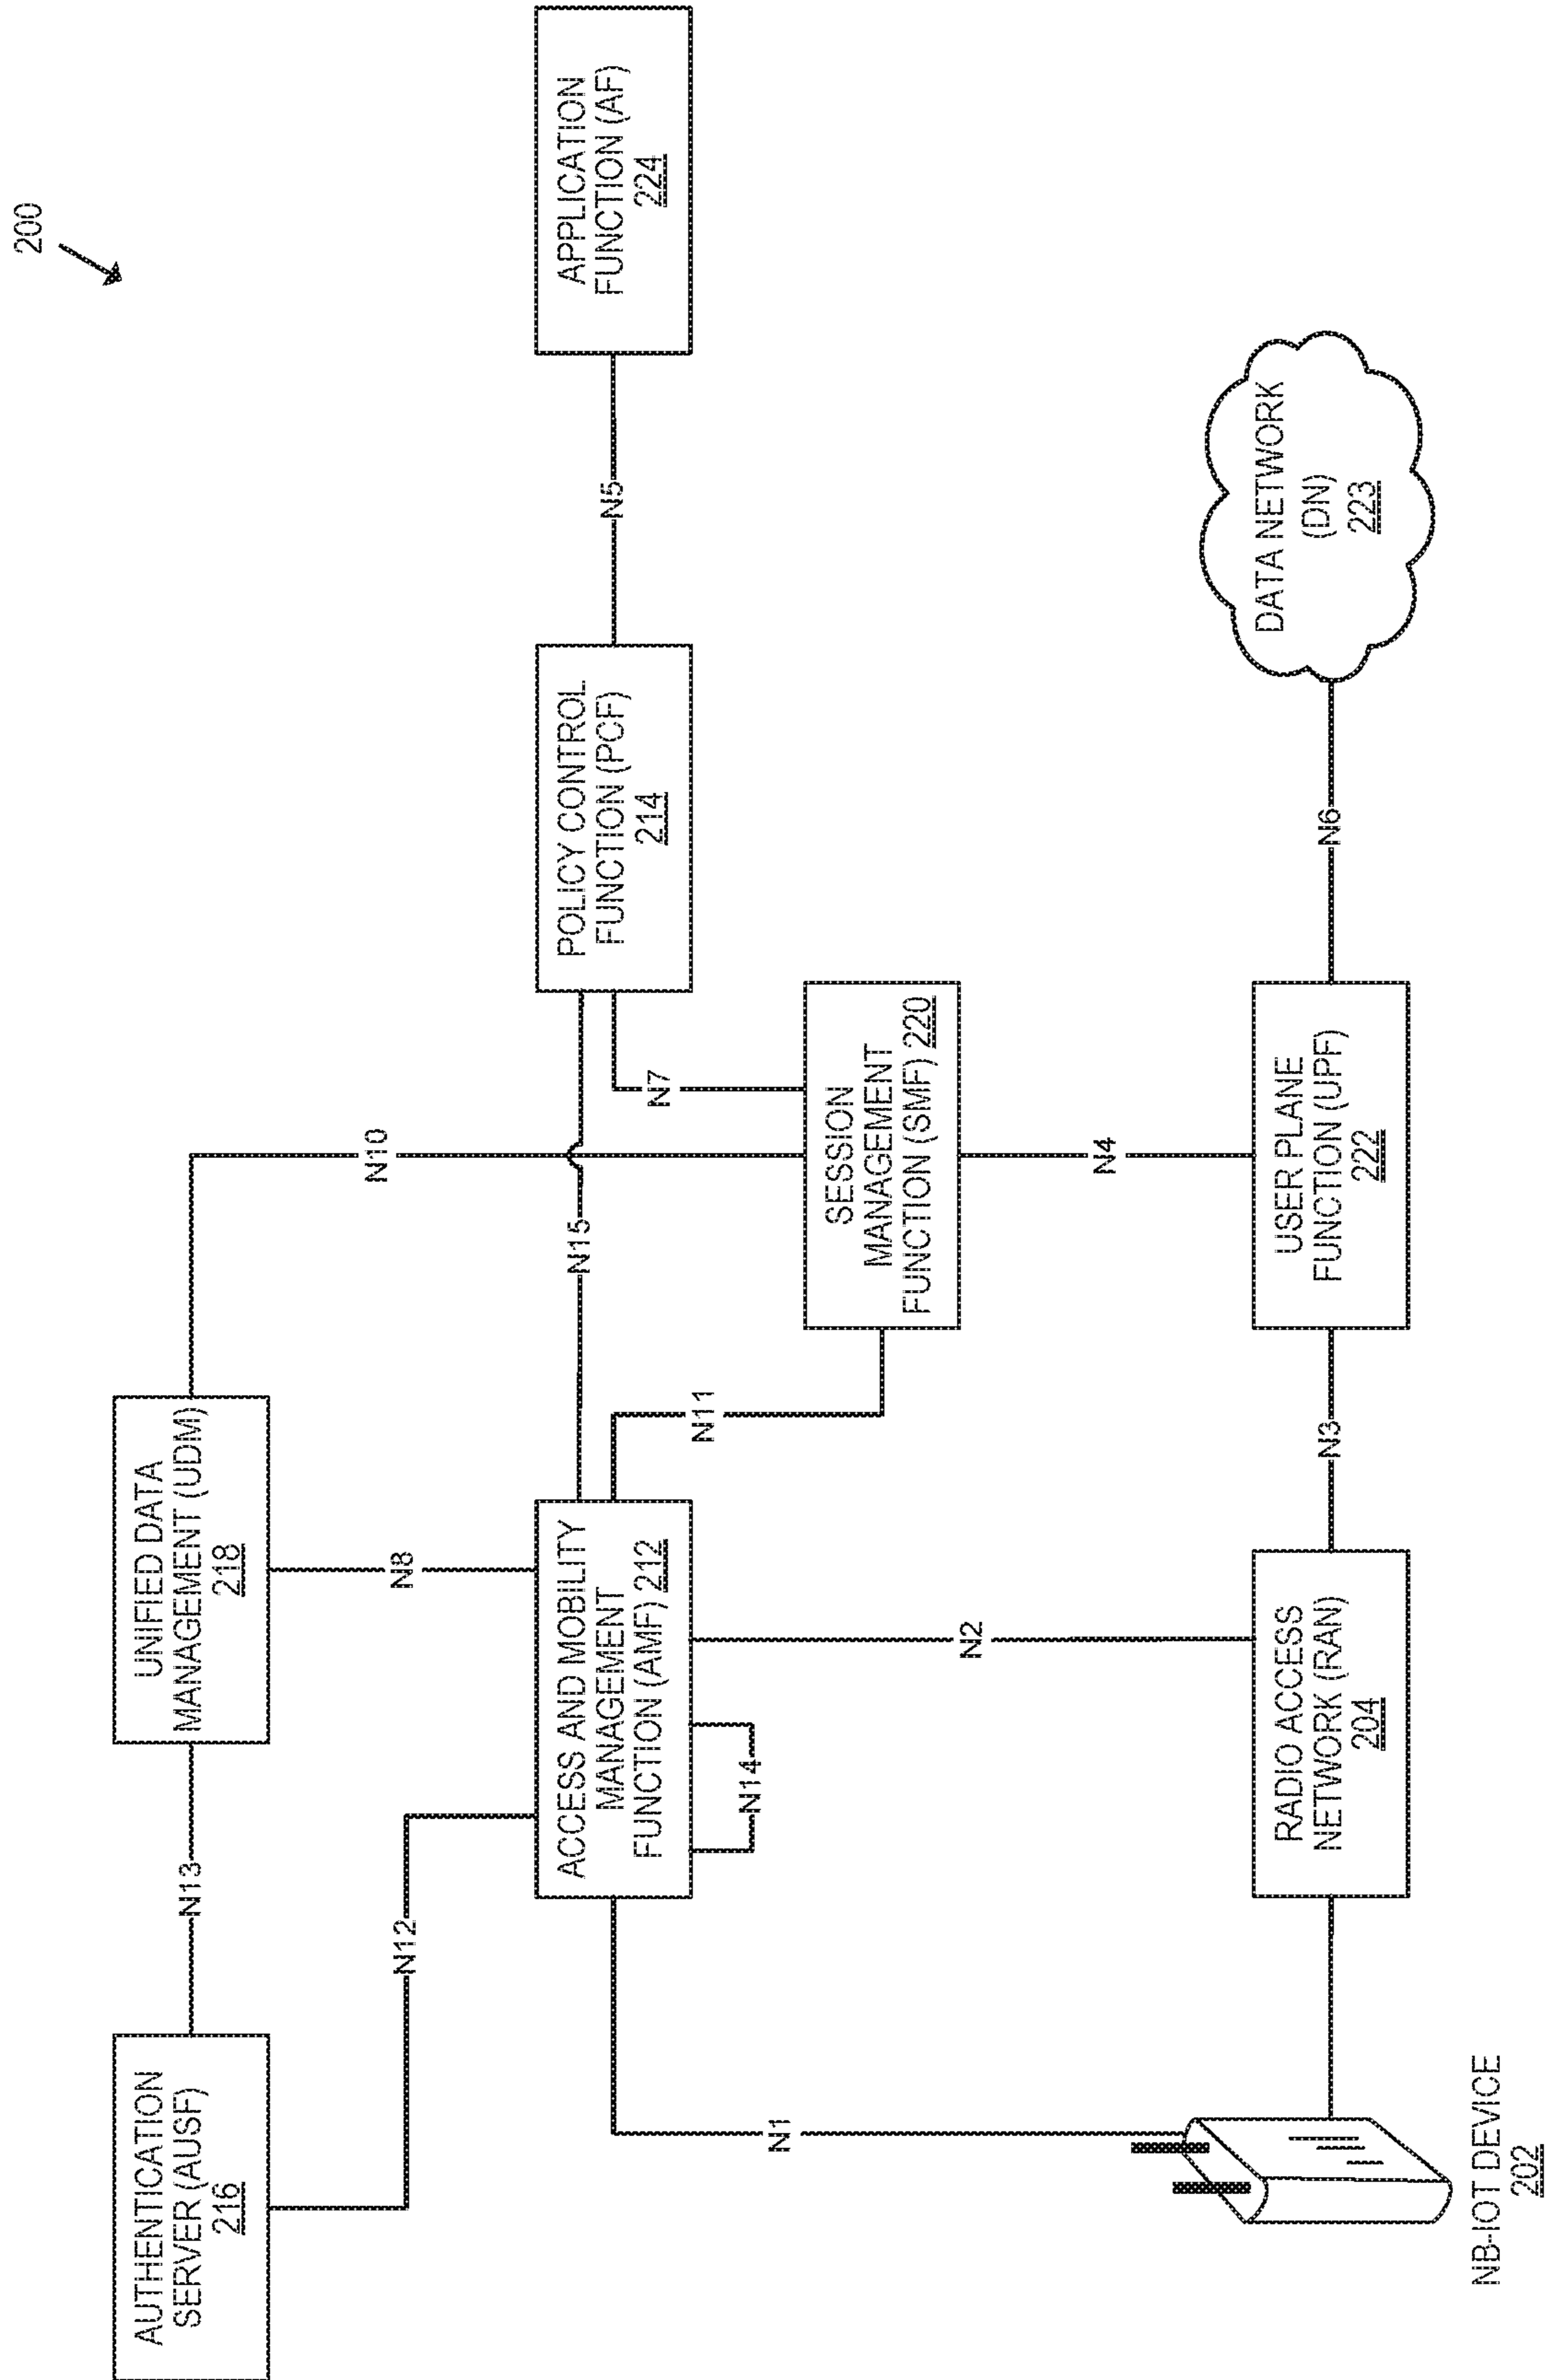 200
AUTHENTICATION
SERVER (AUSF)
216
N13
UNIFIED DATA
MANAGEMENT (UDM)
218
N12
N8
N10
ACCESS AND MOBILITY
MANAGEMENT
FUNCTION (AMF) 212
N15
POLICY CONTROL
FUNCTION (PCF)
214
N5
APPLICATION
FUNCTION (AF)
224
N14
N11
N7
N1
N2
SESSION
MANAGEMENT
FUNCTION (SMF) 220
N4
NB-IOT DEVICE
202
RADIO ACCESS
NETWORK (RAN)
204
N3
USER PLANE
FUNCTION (UPF)
222
N6
DATA NETWORK
(DN)
223